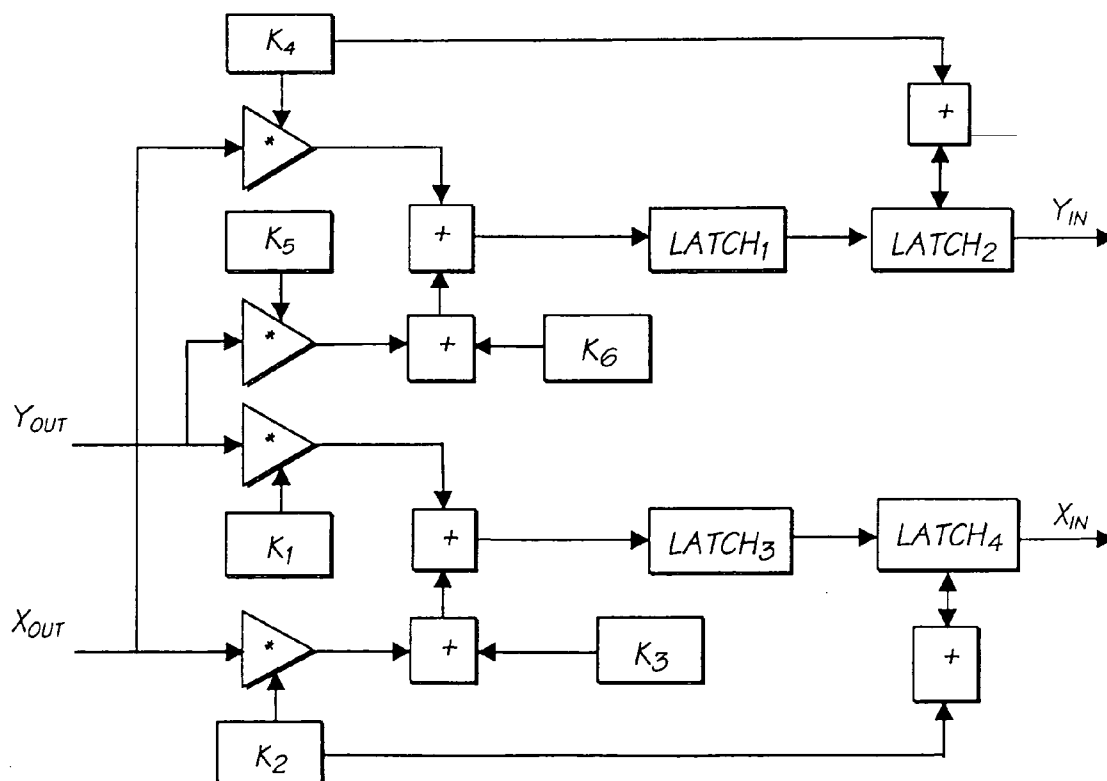 K4
*
+
K5
+
LATCH1
LATCH2
YIN
*
+
K6
YOUT
*
K1
+
LATCH3
LATCH4
XIN
XOUT
*
+
K3
+
K2